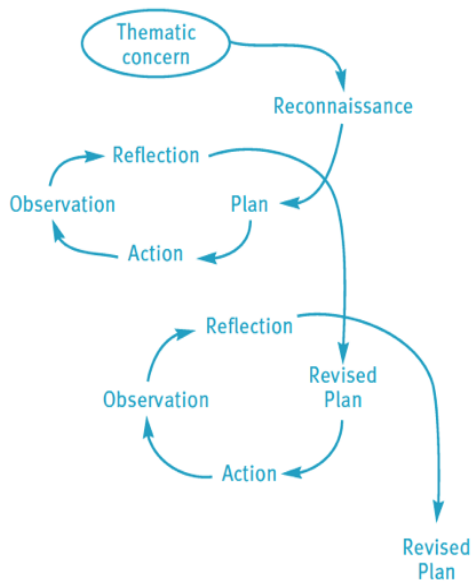 Thematic
concern
Reconnaissance
Reflection
Observation
Plan
Action
Reflection
Revised
Plan
Observation
Action
Revised
Plan